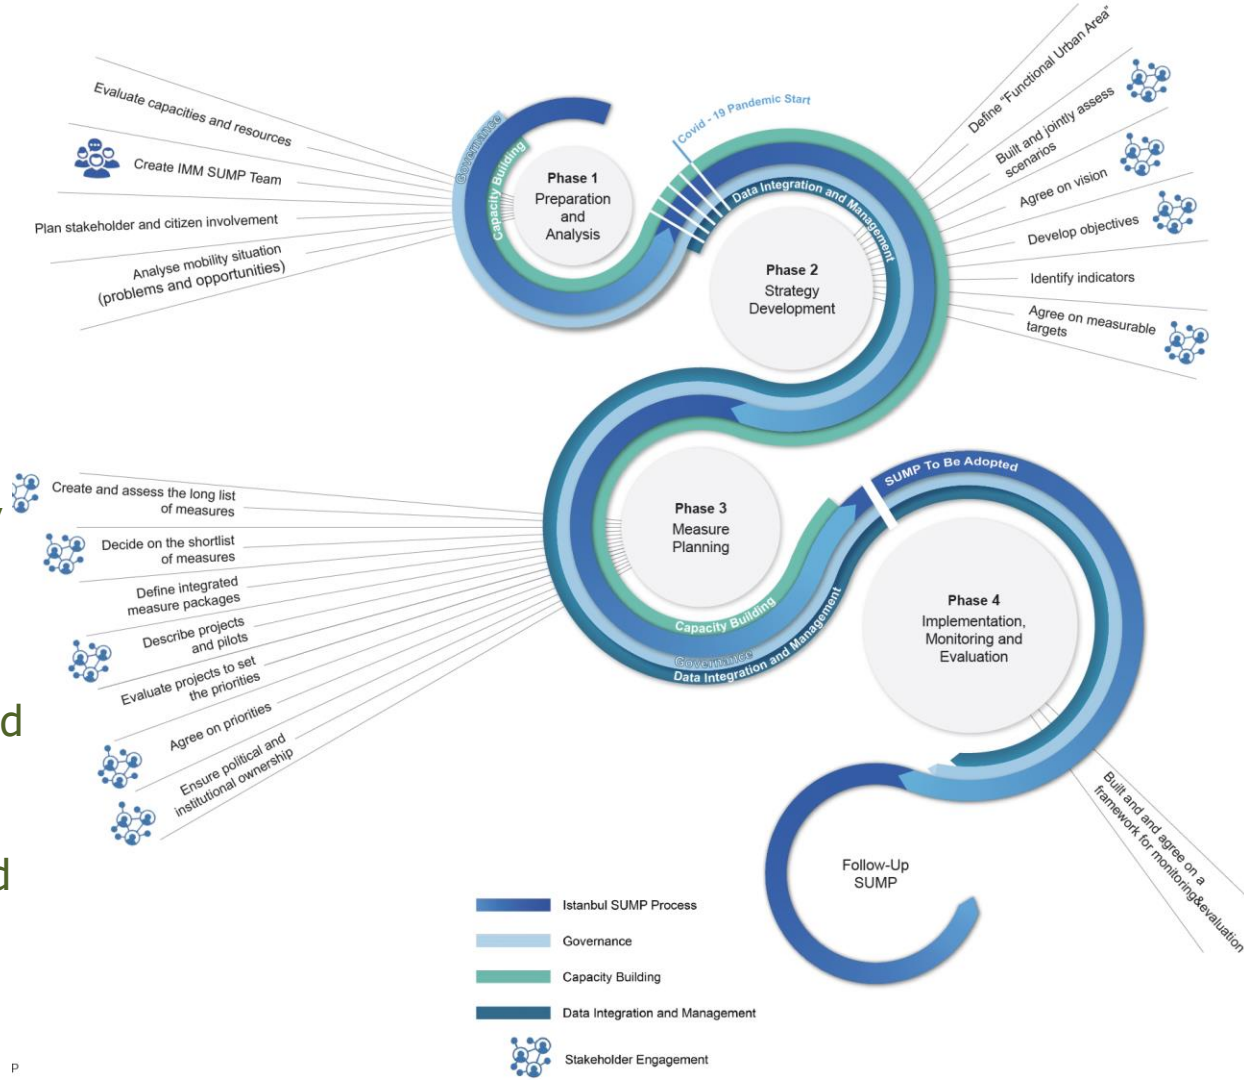 Evaluate capacities and resources
Create IMM SUMP Team
Plan stakeholder and citizen involvement
Analyse mobility situation
(problems and opportunities)
Governance
Capacity Building
Phase 1
Preparation
and
Analysis
Covid - 19 Pandemic Start
Data Integration and Management
Phase 2
Strategy
Development
Define "Functional Urban Area"
Built and jointly assess
scenarios
Agree on vision
Develop objectives
Identify indicators
Agree on measurable
targets
Create and assess the long list
of measures
Decide on the shortlist
of measures
Define integrated
measure packages
Describe projects
and pilots
Evaluate projects to set
the priorities
Agree on priorities
Ensure political and
institutional ownership
Phase 3
Measure
Planning
Capacity Building
Governance
Data Integration and Management
SUMP To Be Adopted
Phase 4
Implementation,
Monitoring and
Evaluation
Built and and agree on a
framework for monitoring&evaluation
Follow-Up
SUMP
Istanbul SUMP Process
Governance
Capacity Building
Data Integration and Management
Stakeholder Engagement
d
d
P